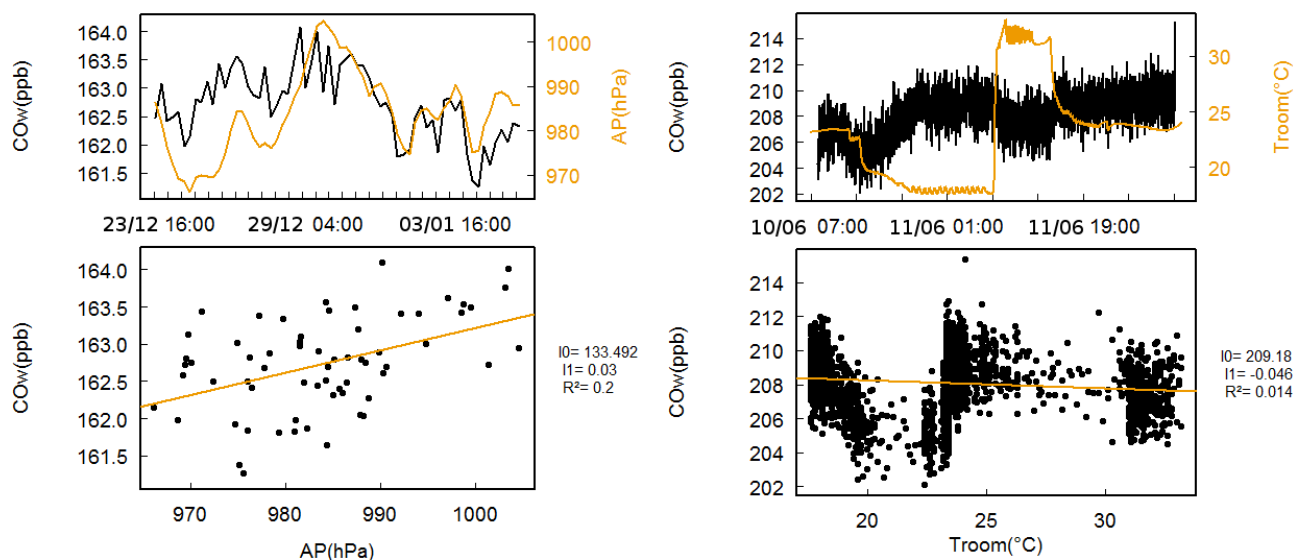 164.0
163.5
163.0
162.5
162.0
161.5
COw(ppb)
1000
990
980
970
AP(hPa)
23/12 16:00 29/12 04:00 03/01 16:00
214
212
210
208
206
204
202
COw(ppb)
32
28
23
18
Troom(°C)
10/06 07:00 11/06 01:00 11/06 19:00
164.0
163.5
163.0
162.5
162.0
161.5
COw(ppb)
970 980 990 1000
AP(hPa)
I0= 133.492
I1= 0.03
R²= 0.2
214
212
210
208
206
204
202
COw(ppb)
20 25 30
Troom(°C)
I0= 209.18
I1= -0.046
R²= 0.014